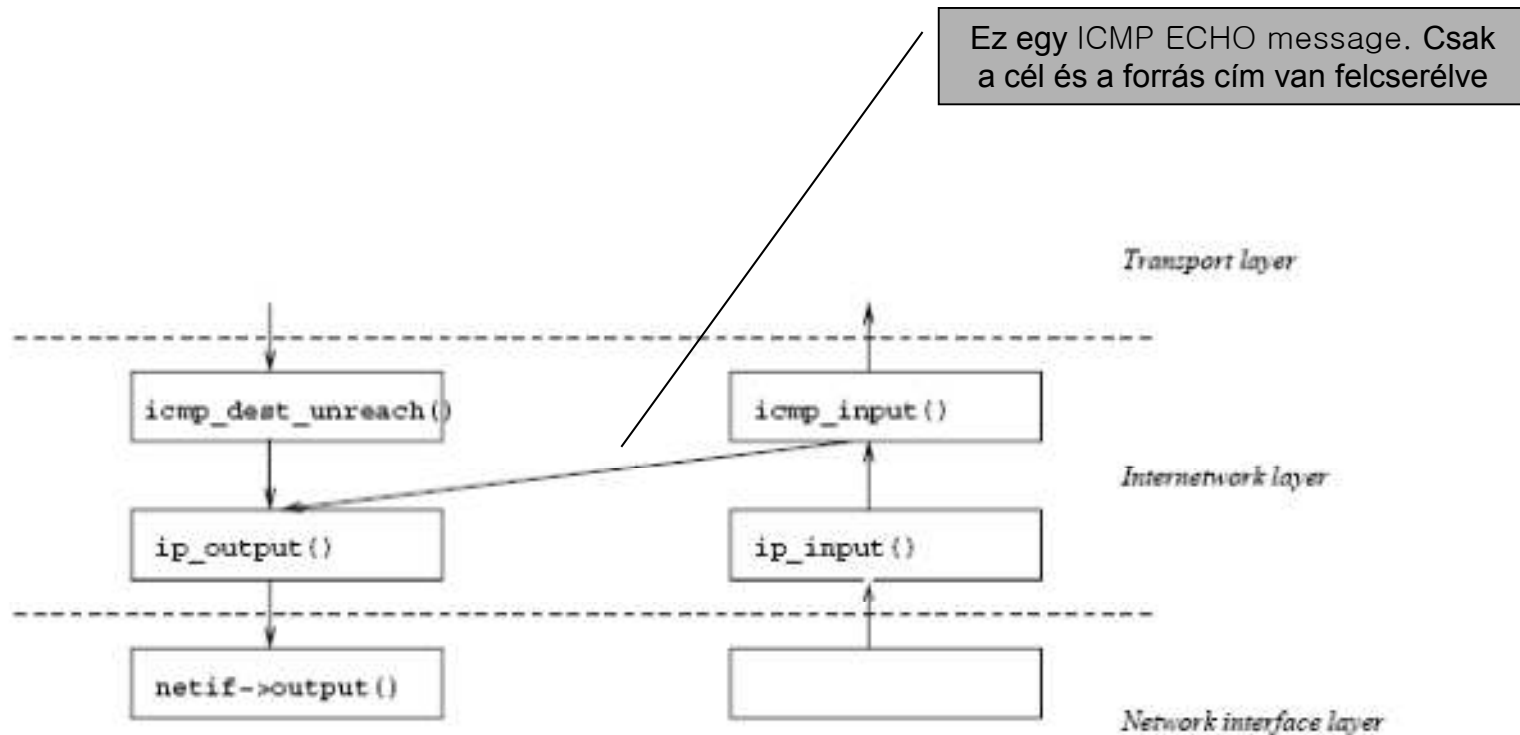 Ez egy ICMP ECHO message. Csak
a cél és a forrás cím van felcserélve
Transport layer
icmp_dest_unreach()
icmp_input()
Internetwork layer
ip_output()
ip_input()
netif->output()
Network interface layer